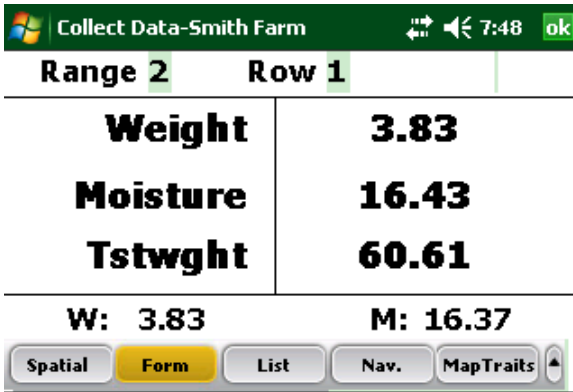 Collect Data-Smith Farm 7:48 ok
Range 2 Row 1
Weight 3.83
Moisture 16.43
Tstwght 60.61
W: 3.83 M: 16.37
Spatial Form List Nav. MapTraits